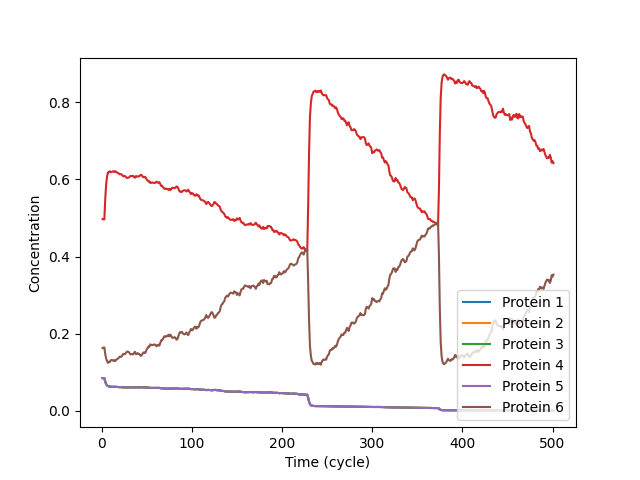 0.8
0.6
0.4
0.2
0.0
Concentration
0
100
200
300
400
500
Time (cycle)
Protein 1
Protein 2
Protein 3
Protein 4
Protein 5
Protein 6